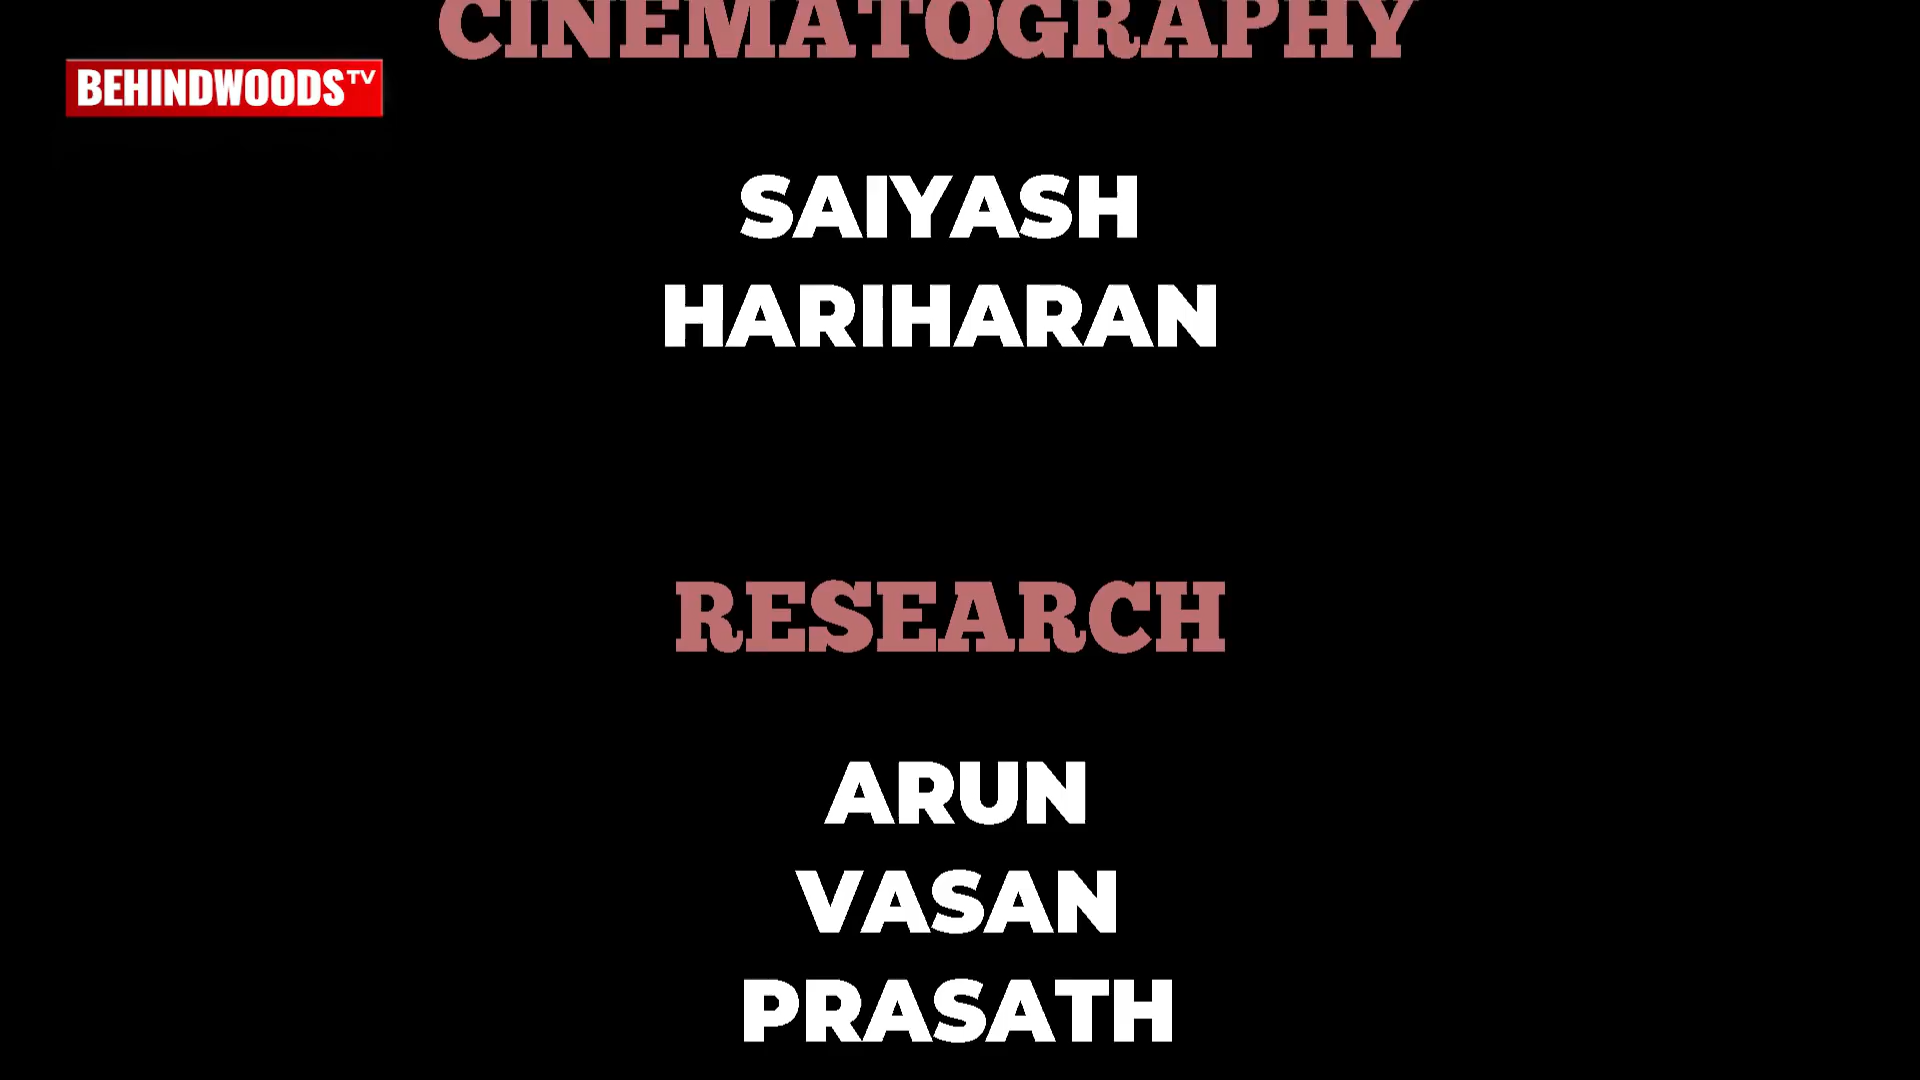 CINEMATOGRAPHY
BEHINDWOODS TV
SAIYASH
HARIHARAN
RESEARCH
ARUN
VASAN
PRASATH